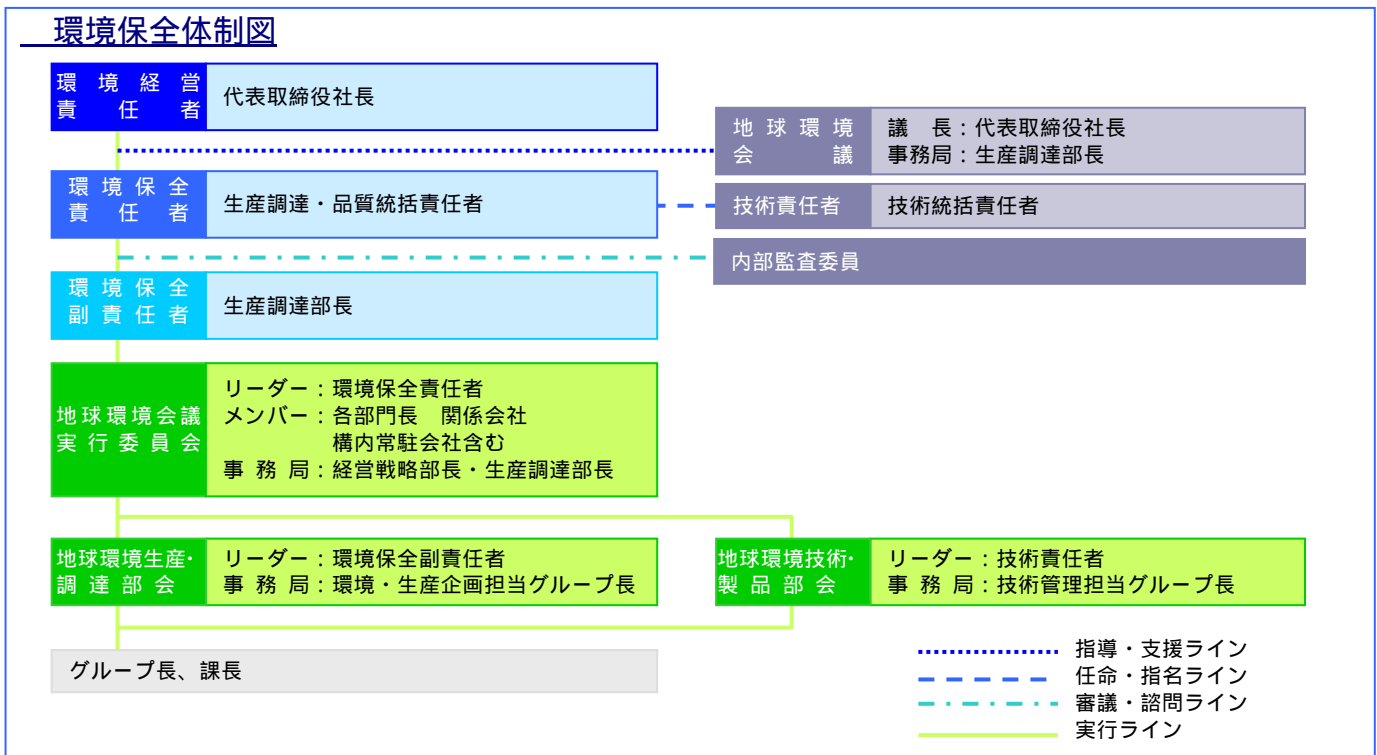 環境保全体制図
環境経営
責任者
代表取締役社長
地球環境
会議
議　長：代表取締役社長
事務局：生産調達部長
環境保全
責任者
生産調達・品質統括責任者
技術責任者
技術統括責任者
内部監査委員
環境保全
副責任者
生産調達部長
地球環境会議
実行委員会
リーダー：環境保全責任者
メンバー：各部門長　関係会社
構内常駐会社含む
事 務 局：経営戦略部長・生産調達部長
地球環境生産・
調達部会
リーダー：環境保全副責任者
事 務 局：環境・生産企画担当グループ長
地球環境技術・
製品部会
リーダー：技術責任者
事 務 局：技術管理担当グループ長
グループ長、課長
指導・支援ライン
任命・指名ライン
審議・諮問ライン
実行ライン